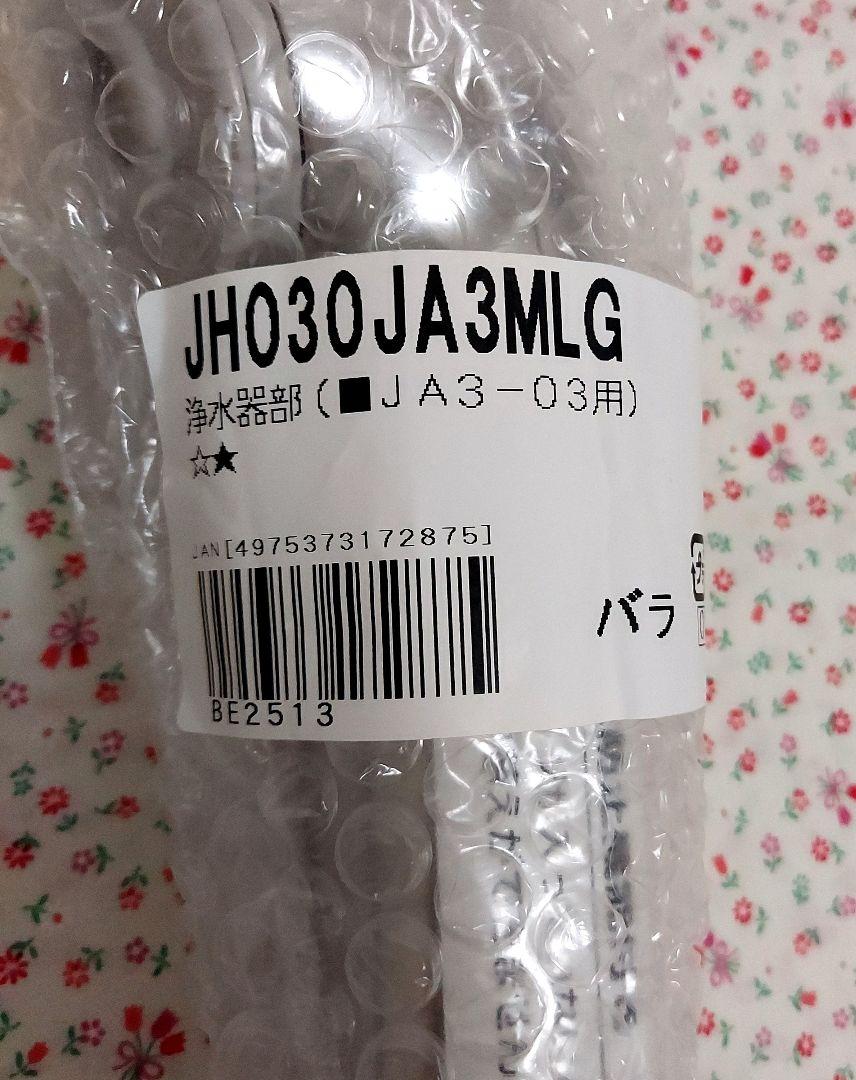 JH030JA3MLG
浄水器部(■JA3-03用)
☆★
JAN[4975373172875]
バラ
BE2513